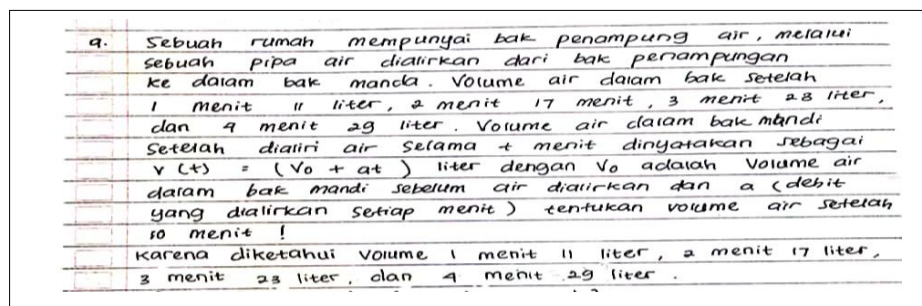 9. Sebuah rumah mempunyai bak penampung air, melalui
sebuah pipa air dialirkan dari bak penampungan
ke dalam bak manda. Volume air dalam bak setelah
1 menit 11 liter, 2 menit 17 menit, 3 menit 23 liter,
dan 4 menit 29 liter. Volume air dalam bak mandi
Setelah dialiri air selama t menit dinyatakan sebagai
V (t) = (Vo + at) liter dengan Vo adalah Volume air
dalam bak mandi sebelum air dialirkan dan a (debit
yang dialirkan setiap menit) tentukan volume air setelah
10 menit !
Karena diketahui volume 1 menit 11 liter, 2 menit 17 liter,
3 menit 23 liter, dan 4 menit 29 liter.